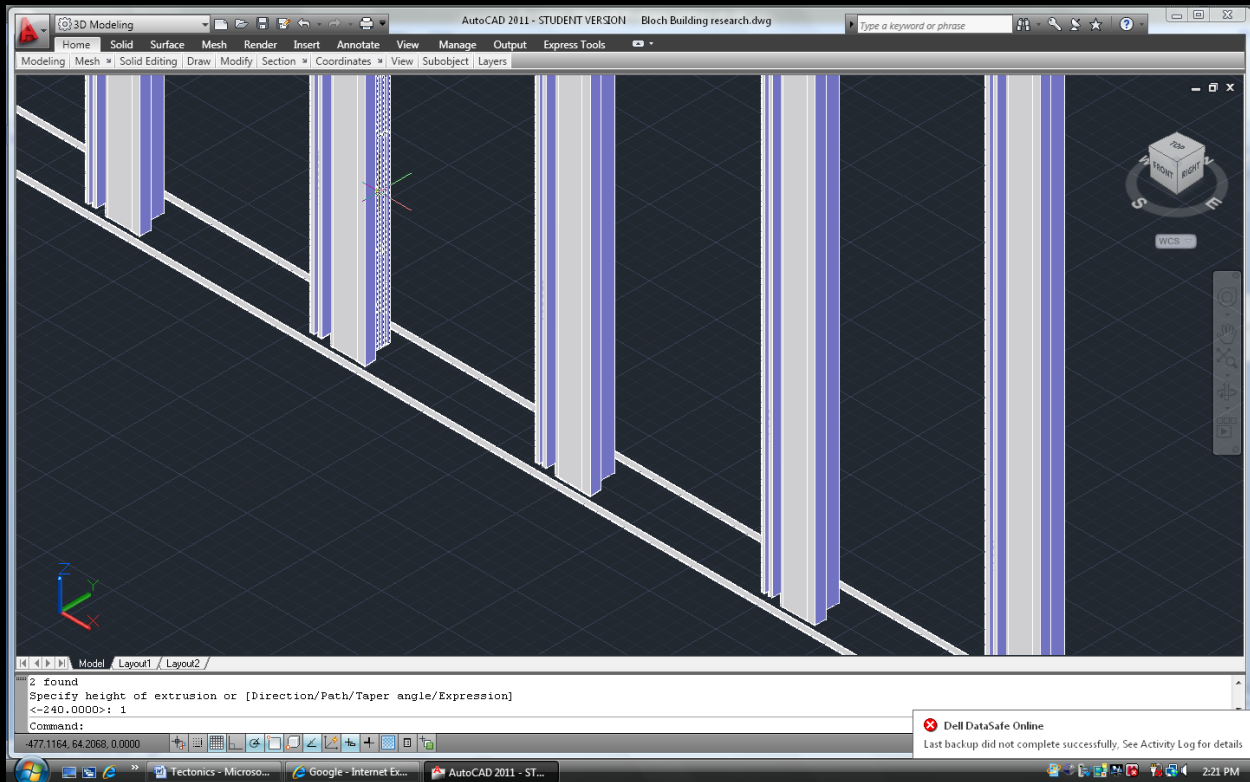 3D Modeling
AutoCAD 2011 - STUDENT VERSION Bloch Building research.dwg
Type a keyword or phrase
Home Solid Surface Mesh Render Insert Annotate View Manage Output Express Tools
Modeling Mesh Solid Editing Draw Modify Section Coordinates View Subobject Layers
TOP
FRONT RIGHT
W N
S E
WCS
Z
Y
X
Model Layout1 Layout2
2 found
Specify height of extrusion or [Direction/Path/Taper angle/Expression]
<-240.0000>: 1
Command:
-477.1164, 64.2068, 0.0000
Dell DataSafe Online
Last backup did not complete successfully, See Activity Log for details
Tectonics - Microso... Google - Internet Ex... AutoCAD 2011 - ST... 2:21 PM